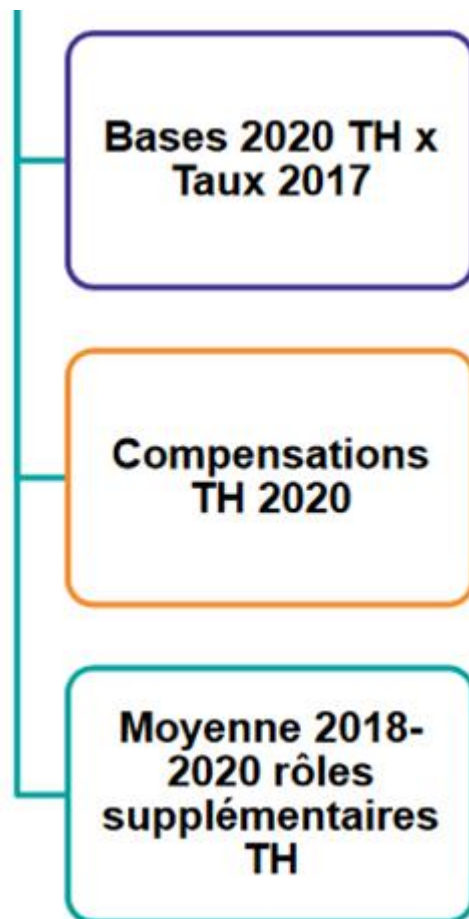 Bases 2020 TH x
Taux 2017
Compensations
TH 2020
Moyenne 2018-
2020 rôles
supplémentaires
TH